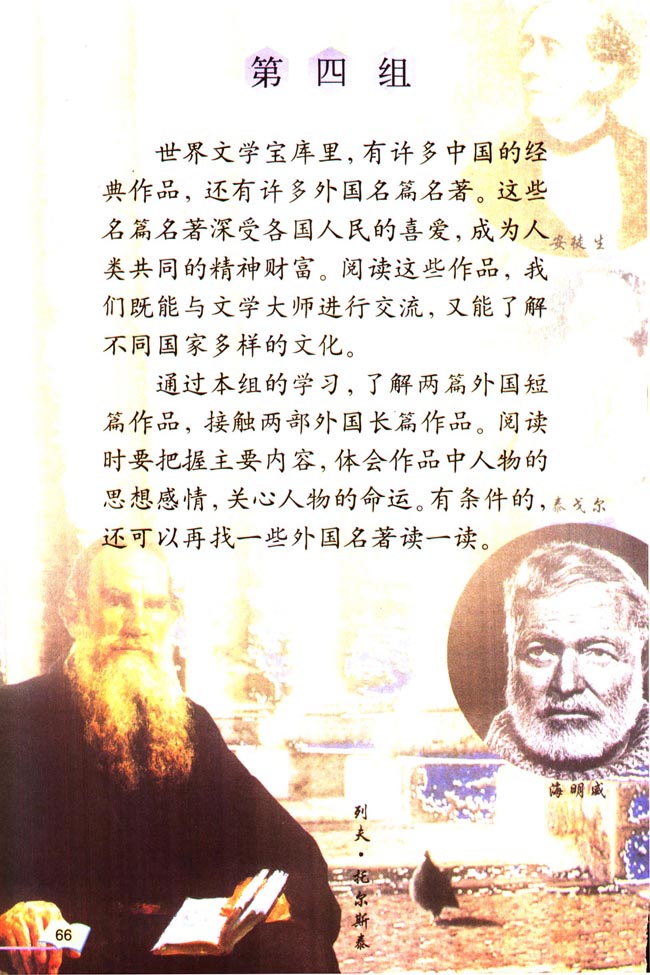 第四组
世界文学宝库里，有许多中国的经
典作品，还有许多外国名篇名著。这些
名篇名著深受各国人民的喜爱，成为人
类共同的精神财富。阅读这些作品，我
们既能与文学大师进行交流，又能了解
不同国家多样的文化。
通过本组的学习，了解两篇外国短
篇作品，接触两部外国长篇作品。阅读
时要把握主要内容，体会作品中人物的
思想感情，关心人物的命运。有条件的，
还可以再找一些外国名著读一读。
安徒生
泰戈尔
海明威
列夫·托尔斯泰
66